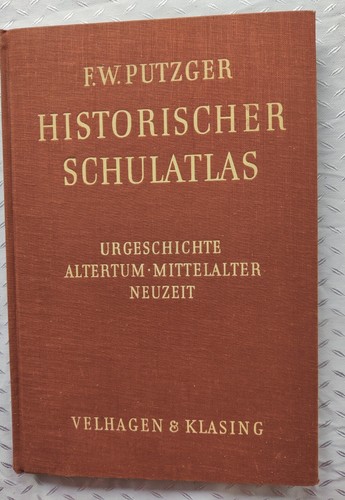 F.W. PUTZGER
HISTORISCHER
SCHULATLAS
URGESCHICHTE
ALTERTUM · MITTELALTER
NEUZEIT
VELHAGEN & KLASING